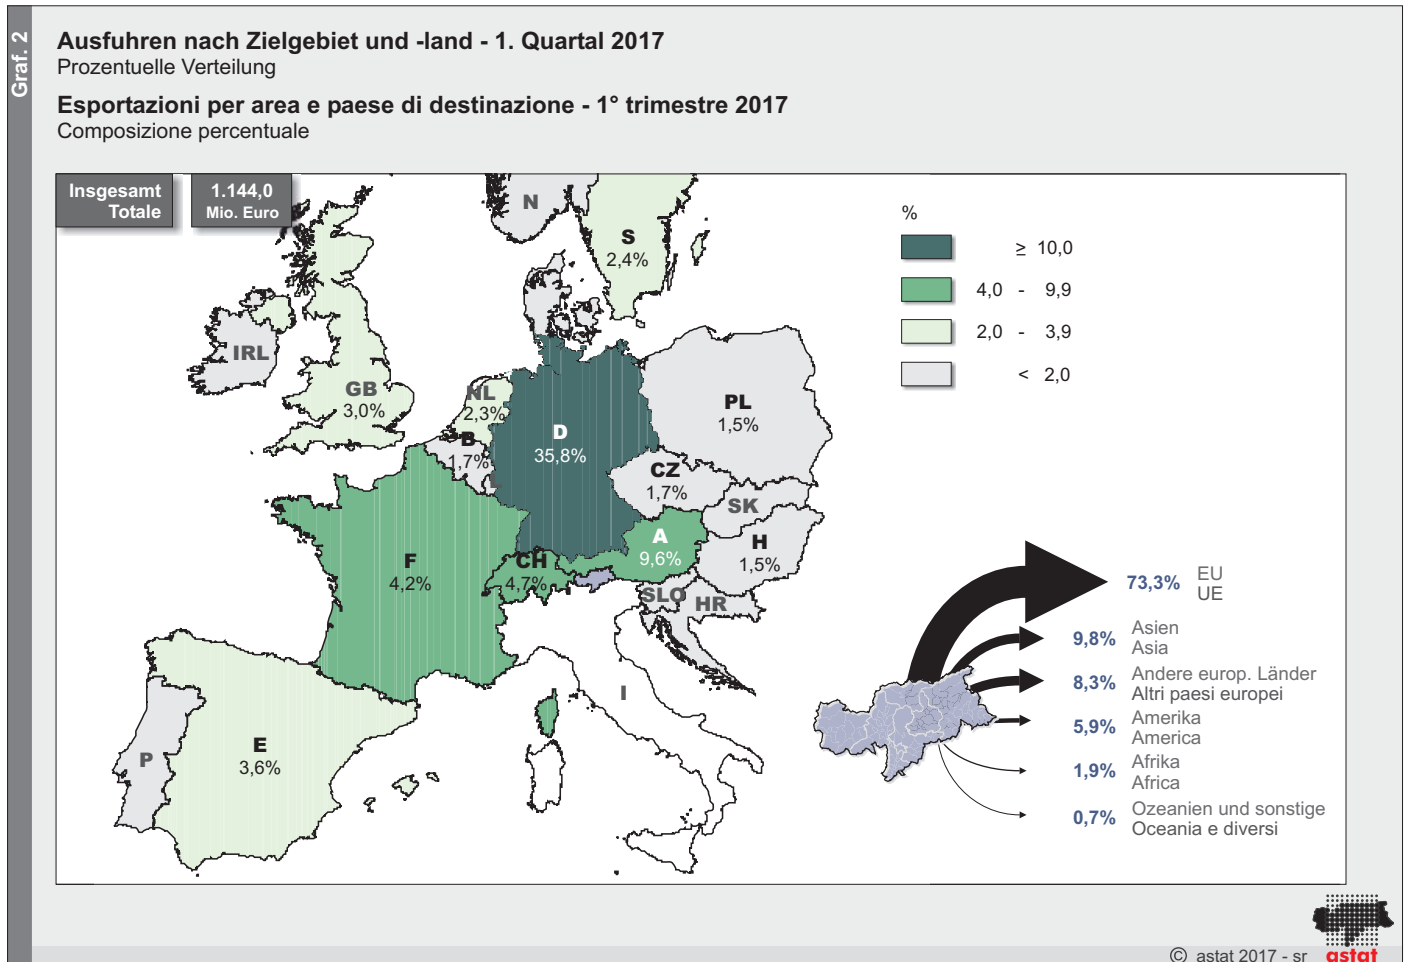 Graf. 2
Ausfuhren nach Zielgebiet und -land - 1. Quartal 2017
Prozentuelle Verteilung
Esportazioni per area e paese di destinazione - 1° trimestre 2017
Composizione percentuale
Insgesamt
Totale
1.144,0
Mio. Euro
N
S
2,4%
IRL
GB
3,0%
NL
2,3%
B
1,7%
L
D
35,8%
PL
1,5%
CZ
1,7%
SK
A
9,6%
H
1,5%
F
4,2%
CH
4,7%
SLO
HR
I
P
E
3,6%
%
≥ 10,0
4,0 - 9,9
2,0 - 3,9
< 2,0
73,3%
EU
UE
9,8%
Asien
Asia
8,3%
Andere europ. Länder
Altri paesi europei
5,9%
Amerika
America
1,9%
Afrika
Africa
0,7%
Ozeanien und sonstige
Oceania e diversi
© astat 2017 - sr
astat